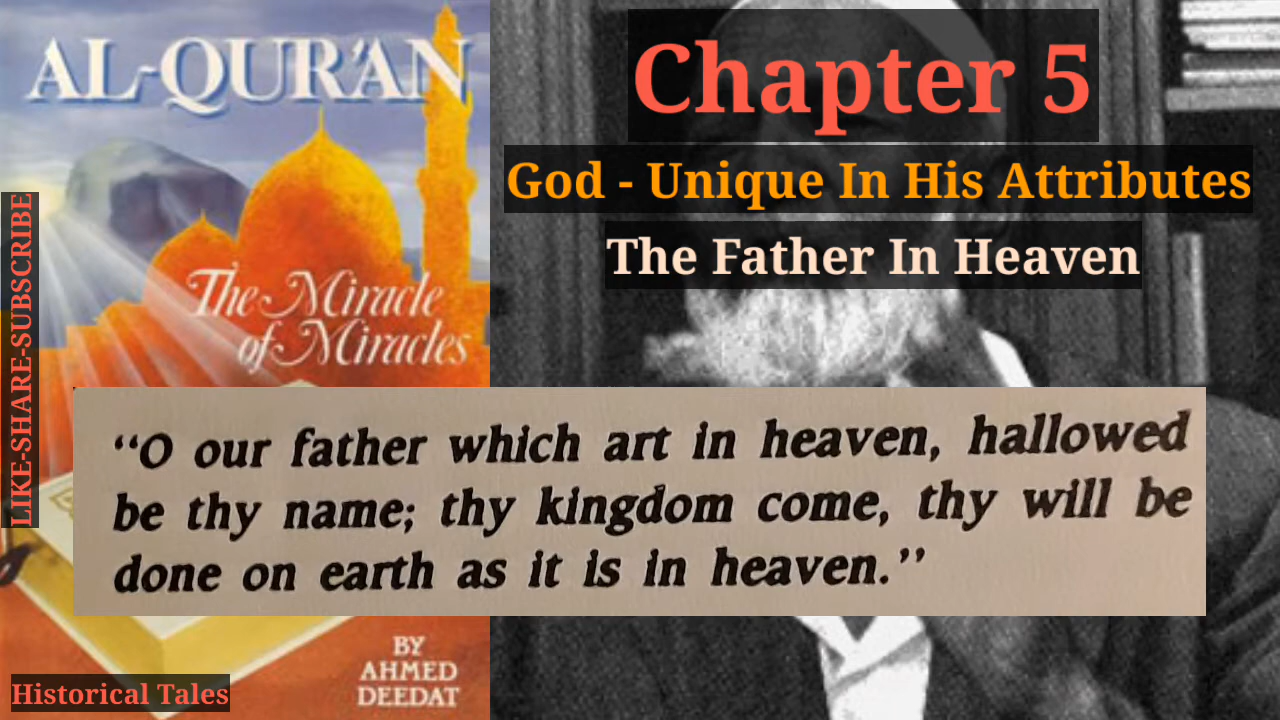 AL-QUR'AN
The Miracle
of Miracles
BY
AHMED
DEEDAT
LIKE-SHARE-SUBSCRIBE
Historical Tales
Chapter 5
God - Unique In His Attributes
The Father In Heaven
“O our father which art in heaven, hallowed
be thy name; thy kingdom come, thy will be
done on earth as it is in heaven.”